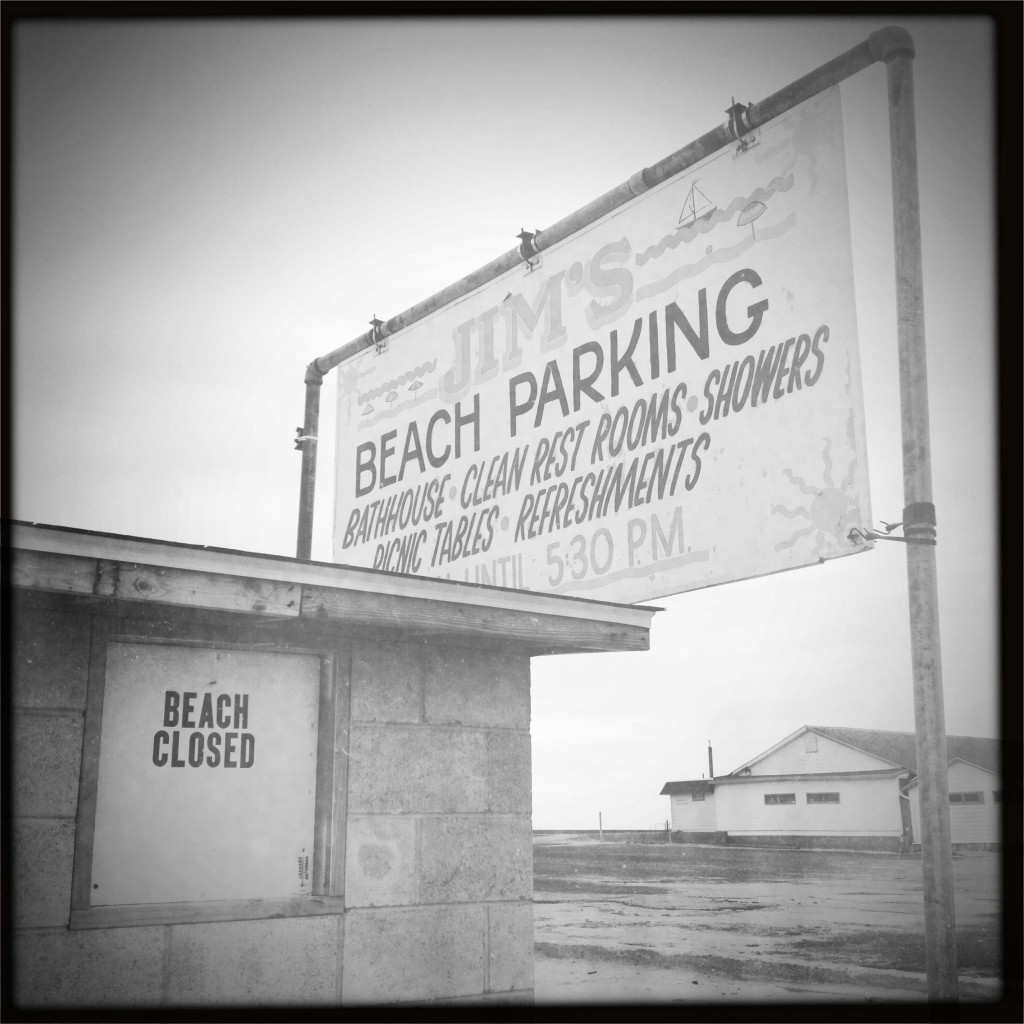 JIM'S
BEACH PARKING
BATHHOUSE • CLEAN REST ROOMS • SHOWERS
PICNIC TABLES • REFRESHMENTS
UNTIL 5:30 P.M.
BEACH
CLOSED